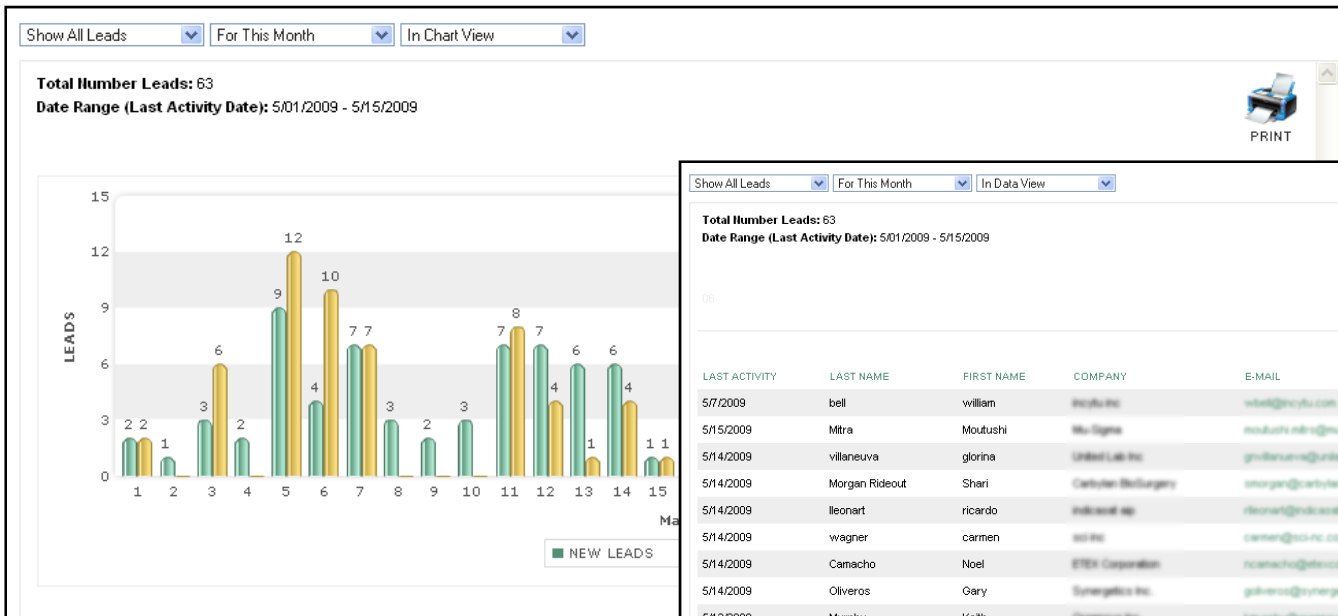 Show All Leads For This Month In Chart View
Total Number Leads: 63
Date Range (Last Activity Date): 5/01/2009 - 5/15/2009
PRINT
15
12
9
6
3
0
LEADS
2 2 1 3 6 2 9 12 4 10 7 7 3 2 3 7 8 7 4 6 1 6 4 1 1
1 2 3 4 5 6 7 8 9 10 11 12 13 14 15
Ma
NEW LEADS
Show All Leads For This Month In Data View
Total Number Leads: 63
Date Range (Last Activity Date): 5/01/2009 - 5/15/2009
LAST ACTIVITY LAST NAME FIRST NAME COMPANY E-MAIL
5/7/2009 bell william
5/15/2009 Mitra Moutushi
5/14/2009 villaneuva glorina
5/14/2009 Morgan Rideout Shari
5/14/2009 lleonart ricardo
5/14/2009 wagner carmen
5/14/2009 Camacho Noel
5/14/2009 Oliveros Gary